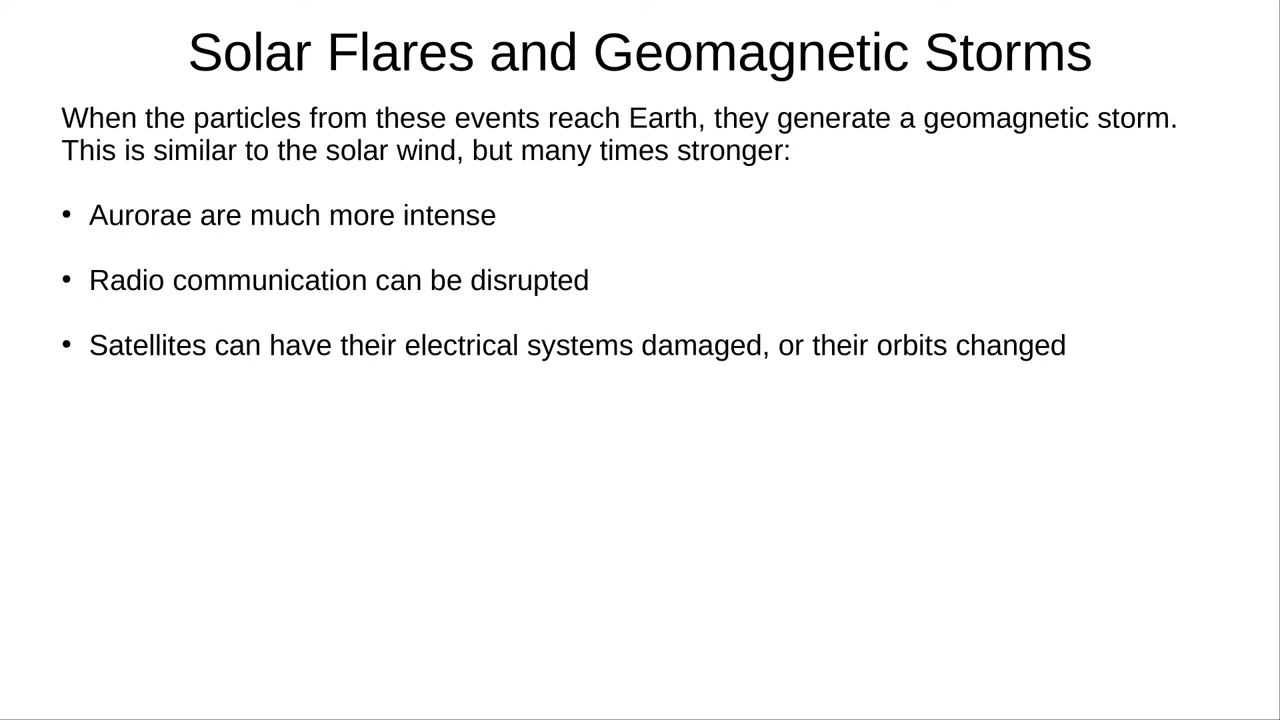 Solar Flares and Geomagnetic Storms
When the particles from these events reach Earth, they generate a geomagnetic storm.
This is similar to the solar wind, but many times stronger:
• Aurorae are much more intense
• Radio communication can be disrupted
• Satellites can have their electrical systems damaged, or their orbits changed